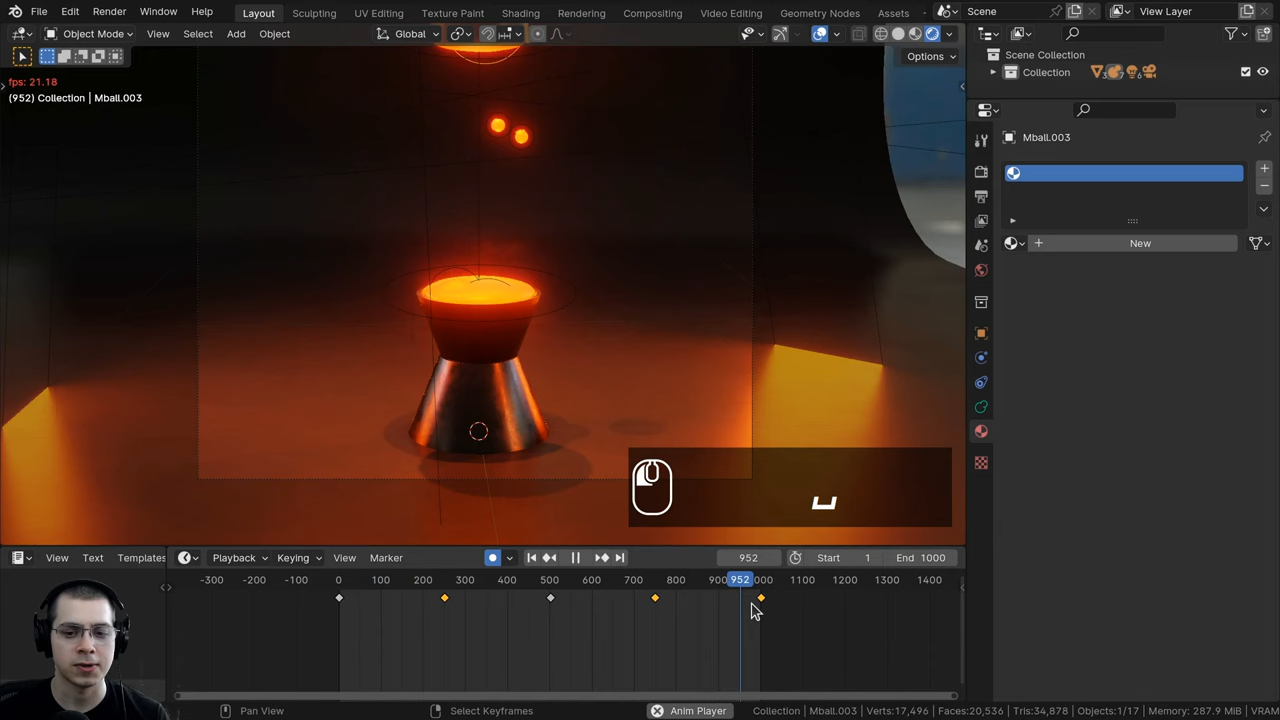 File Edit Render Window Help Layout Sculpting UV Editing Texture Paint Shading Rendering Compositing Video Editing Geometry Nodes Assets Scene View Layer
Object Mode View Select Add Object Global
Options
Scene Collection
Collection
fps: 21.18
(952) Collection | Mball.003
Mball.003
New
View Text Templates Playback Keying View Marker 952 Start 1 End 1000
-300 -200 -100 0 100 200 300 400 500 600 700 800 900 952 1000 1100 1200 1300 1400
Pan View Select Keyframes Anim Player Collection | Mball.003 | Verts:17,496 | Faces:20,536 | Tris:34,878 | Objects:1/17 | Memory: 287.9 MiB | VRAM